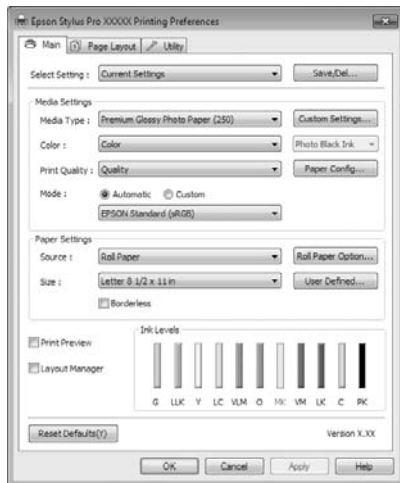 Epson Stylus Pro XXXXX Printing Preferences
Main Page Layout Utility
Select Setting : Current Settings Save/Del...
Media Settings
Media Type : Premium Glossy Photo Paper (250) Custom Settings...
Color : Color Photo Black Ink
Print Quality : Quality Paper Config...
Mode : Automatic Custom
EPSON Standard (sRGB)
Paper Settings
Source : Roll Paper Roll Paper Option...
Size : Letter 8 1/2 x 11 in User Defined...
Borderless
Print Preview
Layout Manager
Ink Levels
G LLK Y LC VLM O MK VM LK C PK
Reset Defaults(Y) Version X.XX
OK Cancel Apply Help